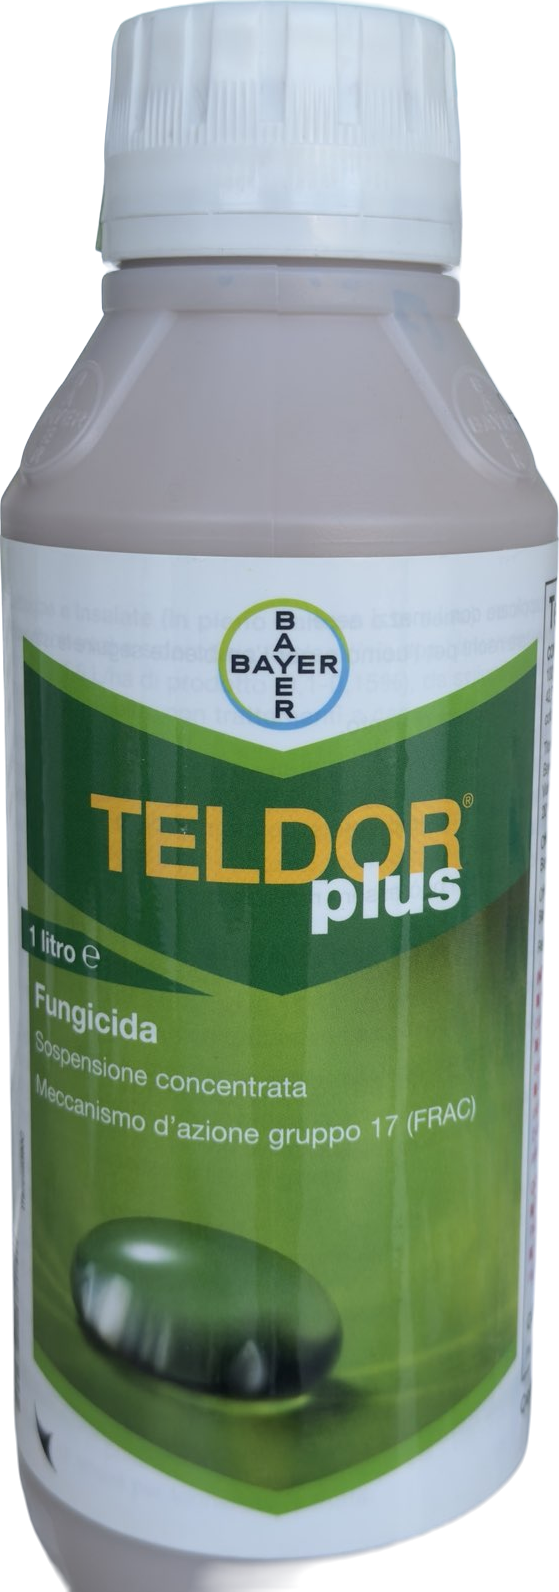 BAYER
BAYER
TELDOR®
plus
1 litro ℮
Fungicida
Sospensione concentrata
Meccanismo d'azione gruppo 17 (FRAC)